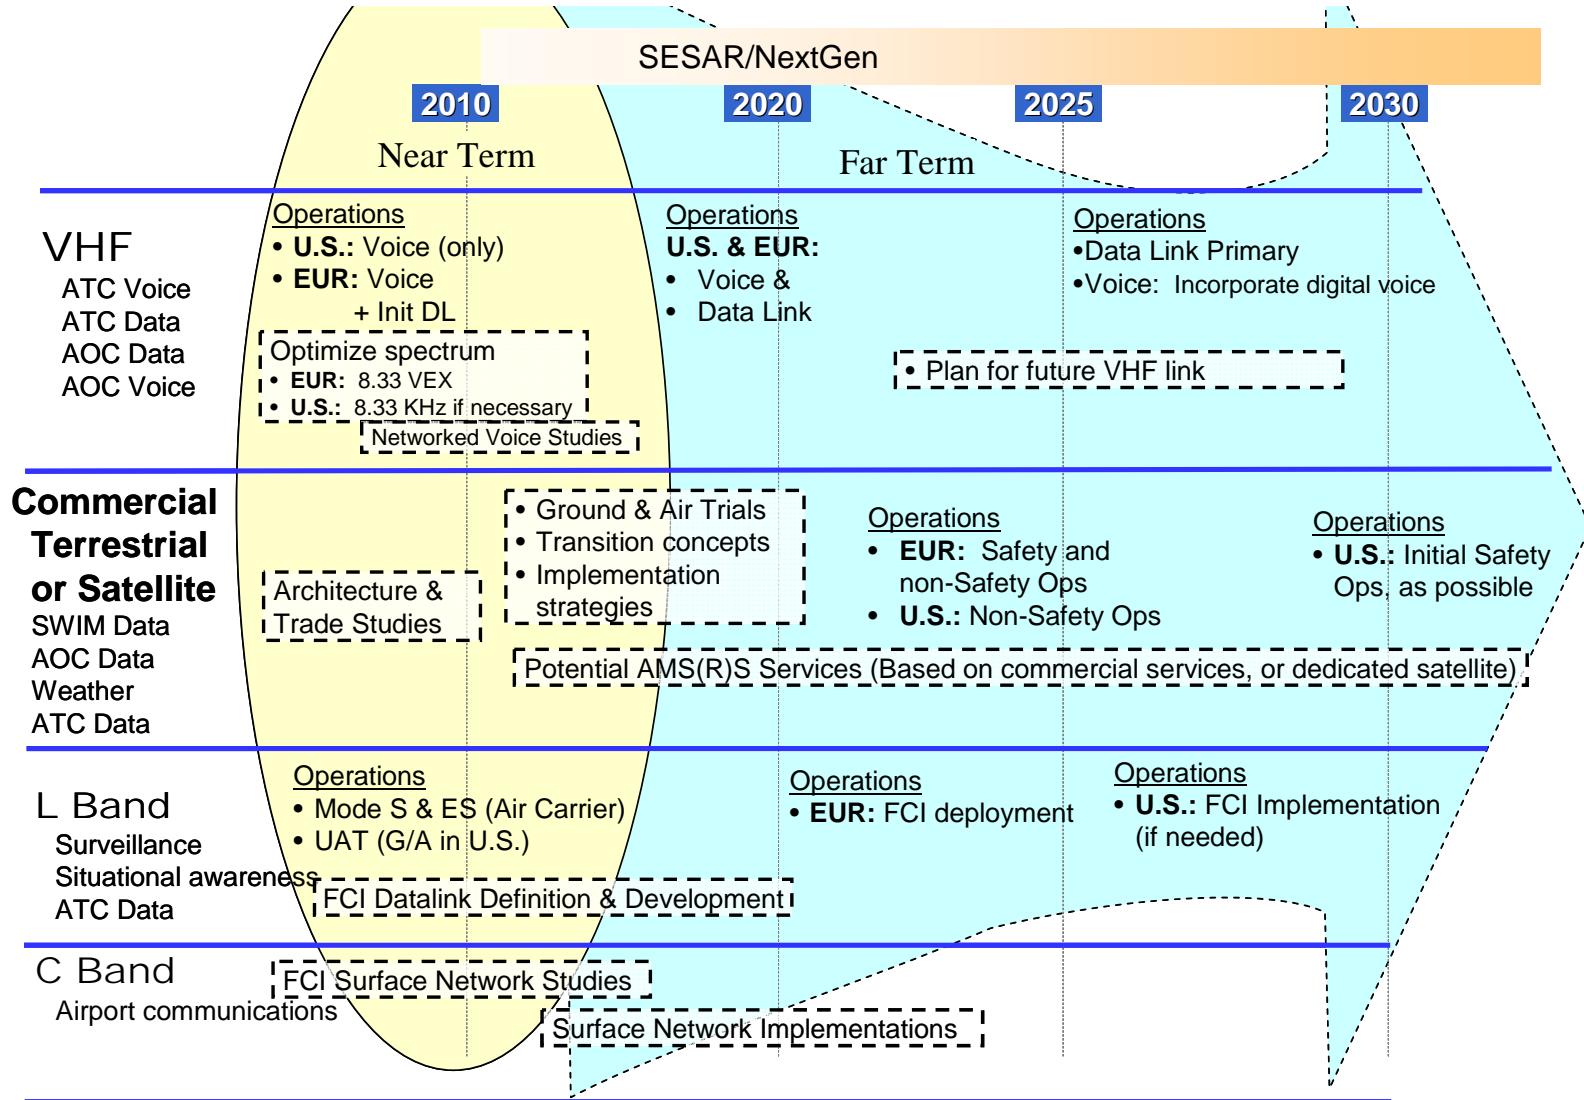 SESAR/NextGen
2010
2020
2025
2030
Near Term
Far Term
VHF
ATC Voice
ATC Data
AOC Data
AOC Voice
Operations
• U.S.: Voice (only)
• EUR: Voice
+ Init DL
Optimize spectrum
• EUR: 8.33 VEX
• U.S.: 8.33 KHz if necessary
Networked Voice Studies
Operations
U.S. & EUR:
• Voice &
• Data Link
Operations
•Data Link Primary
•Voice: Incorporate digital voice
• Plan for future VHF link
Commercial
Terrestrial
or Satellite
SWIM Data
AOC Data
Weather
ATC Data
Architecture &
Trade Studies
• Ground & Air Trials
• Transition concepts
• Implementation
strategies
Operations
• EUR: Safety and
non-Safety Ops
• U.S.: Non-Safety Ops
Operations
• U.S.: Initial Safety
Ops, as possible
Potential AMS(R)S Services (Based on commercial services, or dedicated satellite)
L Band
Surveillance
Situational awareness
ATC Data
Operations
• Mode S & ES (Air Carrier)
• UAT (G/A in U.S.)
FCI Datalink Definition & Development
Operations
• EUR: FCI deployment
Operations
• U.S.: FCI Implementation
(if needed)
C Band
Airport communications
FCI Surface Network Studies
Surface Network Implementations